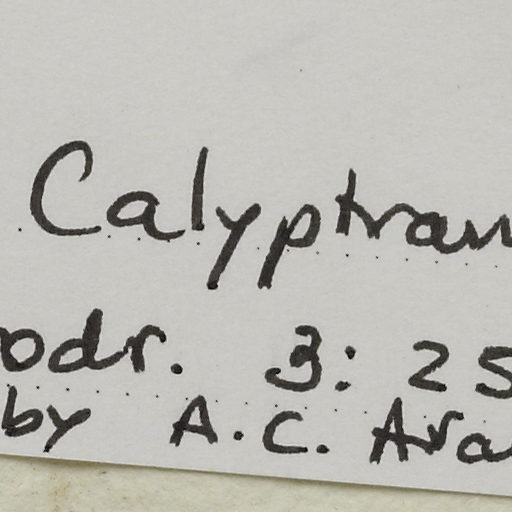 Calyptran
odr. 3: 25
by A.C. Ara